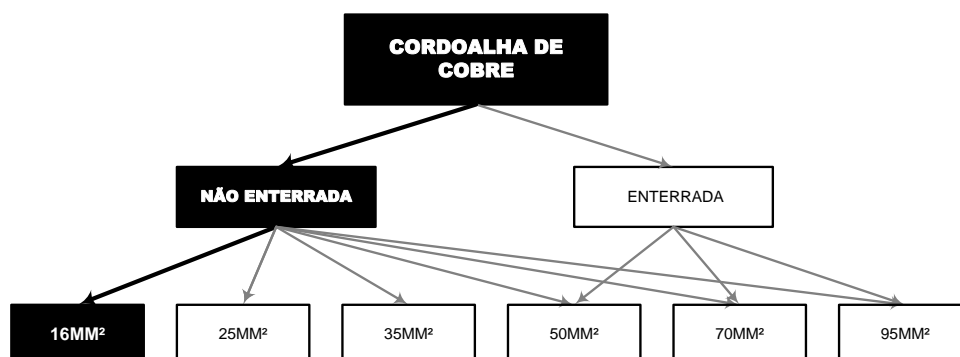 CORDOALHA DE
COBRE
NÃO ENTERRADA
ENTERRADA
16MM²
25MM²
35MM²
50MM²
70MM²
95MM²